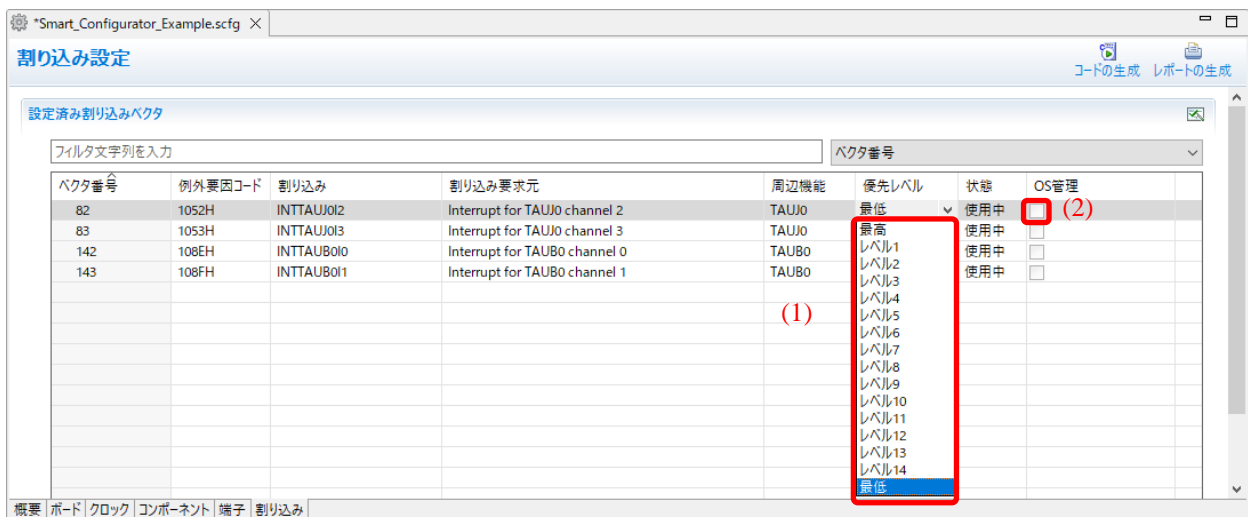 *Smart_Configurator_Example.scfg
割り込み設定
コードの生成 レポートの生成
設定済み割り込みベクタ
フィルタ文字列を入力 ベクタ番号
ベクタ番号 例外要因コード 割り込み 割り込み要求元 周辺機能 優先レベル 状態 OS管理
82 1052H INTTAUJ0I2 Interrupt for TAUJ0 channel 2 TAUJ0 最低 使用中 (2)
83 1053H INTTAUJ0I3 Interrupt for TAUJ0 channel 3 TAUJ0 最高 使用中
142 108EH INTTAUB0I0 Interrupt for TAUB0 channel 0 TAUB0 レベル1 使用中
143 108FH INTTAUB0I1 Interrupt for TAUB0 channel 1 TAUB0 レベル2 使用中
レベル3
レベル4
(1) レベル5
レベル6
レベル7
レベル8
レベル9
レベル10
レベル11
レベル12
レベル13
レベル14
最低
概要 ボード クロック コンポーネント 端子 割り込み